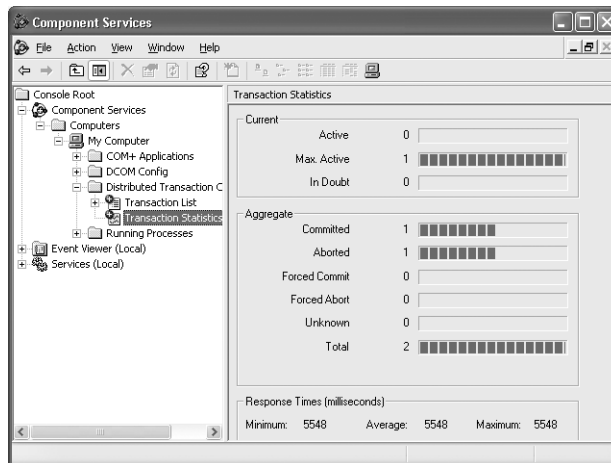 Component Services
File Action View Window Help
Console Root
Component Services
Computers
My Computer
COM+ Applications
DCOM Config
Distributed Transaction C
Transaction List
Transaction Statistics
Running Processes
Event Viewer (Local)
Services (Local)
Transaction Statistics
Current
Active 0
Max. Active 1
In Doubt 0
Aggregate
Committed 1
Aborted 1
Forced Commit 0
Forced Abort 0
Unknown 0
Total 2
Response Times (milliseconds)
Minimum: 5548 Average: 5548 Maximum: 5548